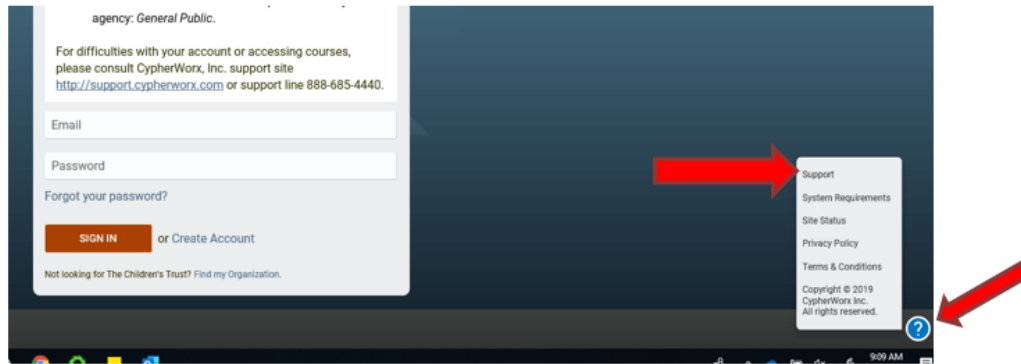 agency: General Public.
For difficulties with your account or accessing courses,
please consult CypherWorx, Inc. support site
http://support.cypherworx.com or support line 888-685-4440.
Email
Password
Forgot your password?
SIGN IN or Create Account
Not looking for The Children's Trust? Find my Organization.
Support
System Requirements
Site Status
Privacy Policy
Terms & Conditions
Copyright © 2019
CypherWorx Inc.
All rights reserved.
?
9:09 AM